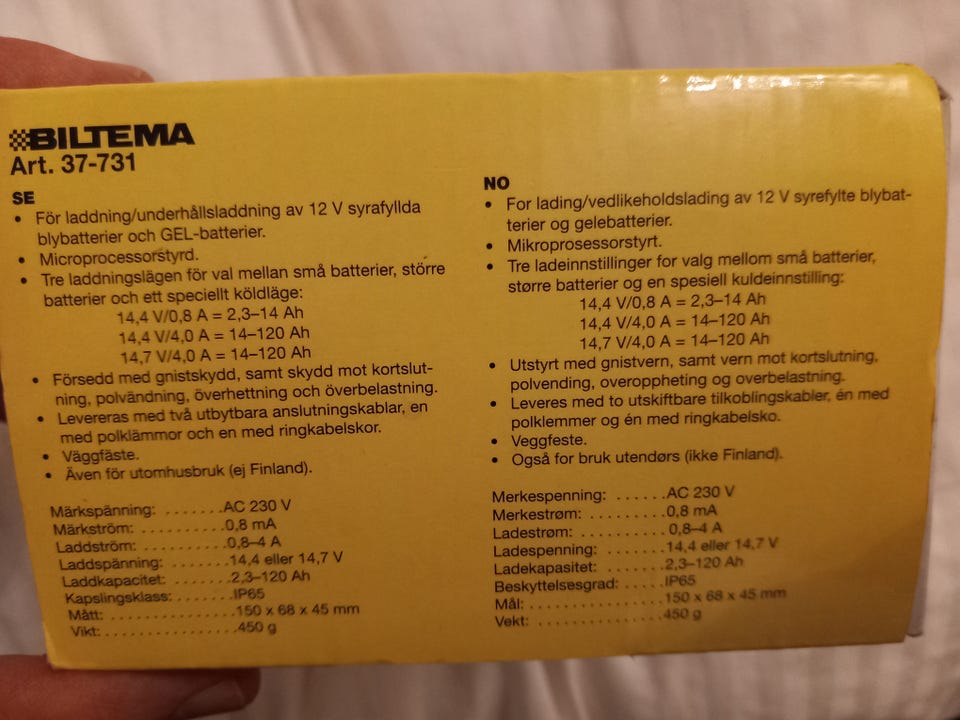 BILTEMA
Art. 37-731
SE
• För laddning/underhållsladdning av 12 V syrafyllda
blybatterier och GEL-batterier.
• Microprocessorstyrd.
• Tre laddningslägen för val mellan små batterier, större
batterier och ett speciellt köldläge:
14,4 V/0,8 A = 2,3–14 Ah
14,4 V/4,0 A = 14–120 Ah
14,7 V/4,0 A = 14–120 Ah
• Försedd med gnistskydd, samt skydd mot kortslut-
ning, polvändning, överhettning och överbelastning.
• Levereras med två utbytbara anslutningskablar, en
med polklämmor och en med ringkabelskor.
• Väggfäste.
• Även för utomhusbruk (ej Finland).
Märkspänning: .......AC 230 V
Märkström: ..........0,8 mA
Laddström: ..........0,8–4 A
Laddspänning: .......14,4 eller 14,7 V
Laddkapacitet: ......2,3–120 Ah
Kapslingsklass: ......IP65
Mått: ...............150 x 68 x 45 mm
Vikt: ...............450 g
NO
• For lading/vedlikeholdslading av 12 V syrefylte blybat-
terier og gelebatterier.
• Mikroprosessorstyrt.
• Tre ladeinnstillinger for valg mellom små batterier,
større batterier og en spesiell kuldeinnstilling:
14,4 V/0,8 A = 2,3–14 Ah
14,4 V/4,0 A = 14–120 Ah
14,7 V/4,0 A = 14–120 Ah
• Utstyrt med gnistvern, samt vern mot kortslutning,
polvending, overoppheting og overbelastning.
• Leveres med to utskiftbare tilkoblingskabler, én med
polklemmer og én med ringkabelsko.
• Veggfeste.
• Også for bruk utendørs (ikke Finland).
Merkespenning: ......AC 230 V
Merkestrøm: .........0,8 mA
Ladestrøm: ..........0,8–4 A
Ladespenning: .......14,4 eller 14,7 V
Ladekapasitet: ......2,3–120 Ah
Beskyttelsesgrad: .....IP65
Mål: ................150 x 68 x 45 mm
Vekt: ...............450 g